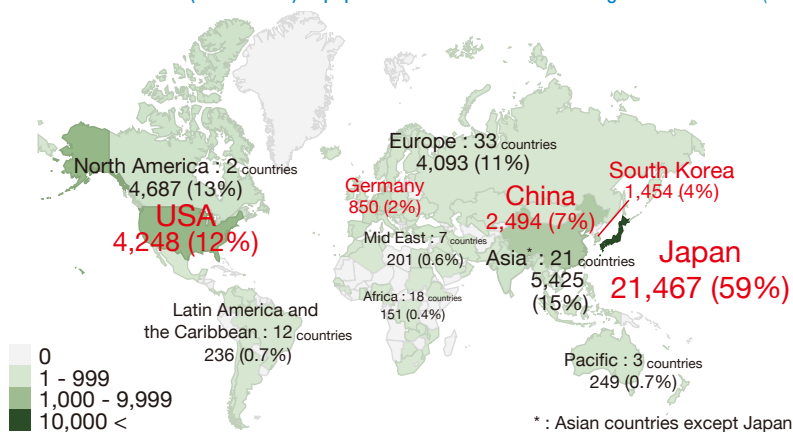 North America : 2 countries
4,687 (13%)
USA
4,248 (12%)
Europe : 33 countries
4,093 (11%)
Germany
850 (2%)
South Korea
1,454 (4%)
China
2,494 (7%)
Mid East : 7 countries
201 (0.6%)
Asia* : 21 countries
5,425
(15%)
Japan
21,467 (59%)
Africa : 18 countries
151 (0.4%)
Latin America and
the Caribbean : 12 countries
236 (0.7%)
Pacific : 3 countries
249 (0.7%)
0
1 - 999
1,000 - 9,999
10,000 <
* : Asian countries except Japan